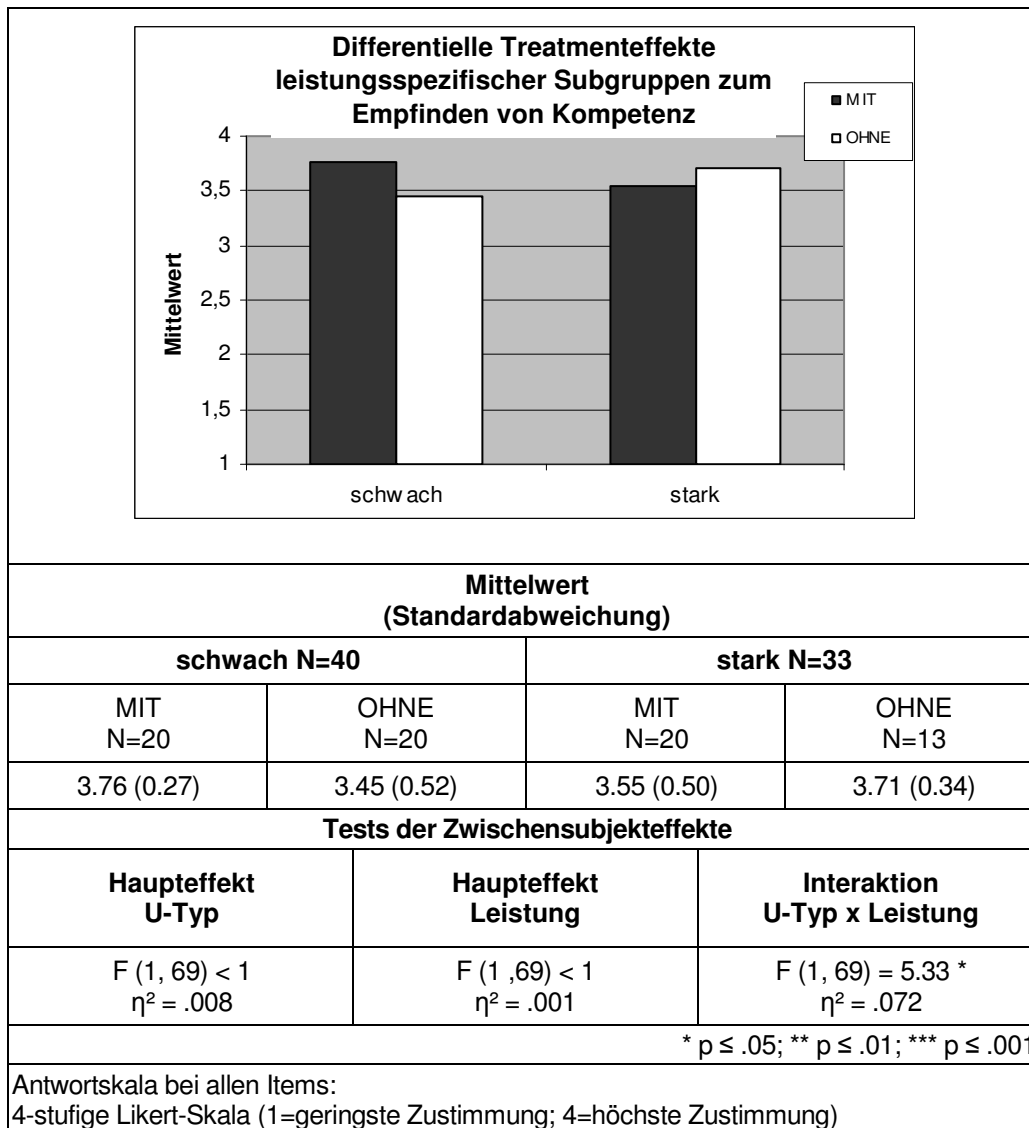 Differentielle Treatmenteffekte
leistungsspezifischer Subgruppen zum
Empfinden von Kompetenz
MIT
OHNE
4
3,5
3
2,5
2
1,5
1
Mittelwert
schwach
stark
Mittelwert
(Standardabweichung)
schwach N=40
stark N=33
MIT
N=20
OHNE
N=20
MIT
N=20
OHNE
N=13
3.76 (0.27)
3.45 (0.52)
3.55 (0.50)
3.71 (0.34)
Tests der Zwischensubjekteffekte
Haupteffekt
U-Typ
Haupteffekt
Leistung
Interaktion
U-Typ x Leistung
F (1, 69) < 1
η² = .008
F (1 ,69) < 1
η² = .001
F (1, 69) = 5.33 *
η² = .072
* p ≤ .05; ** p ≤ .01; *** p ≤ .001
Antwortskala bei allen Items:
4-stufige Likert-Skala (1=geringste Zustimmung; 4=höchste Zustimmung)